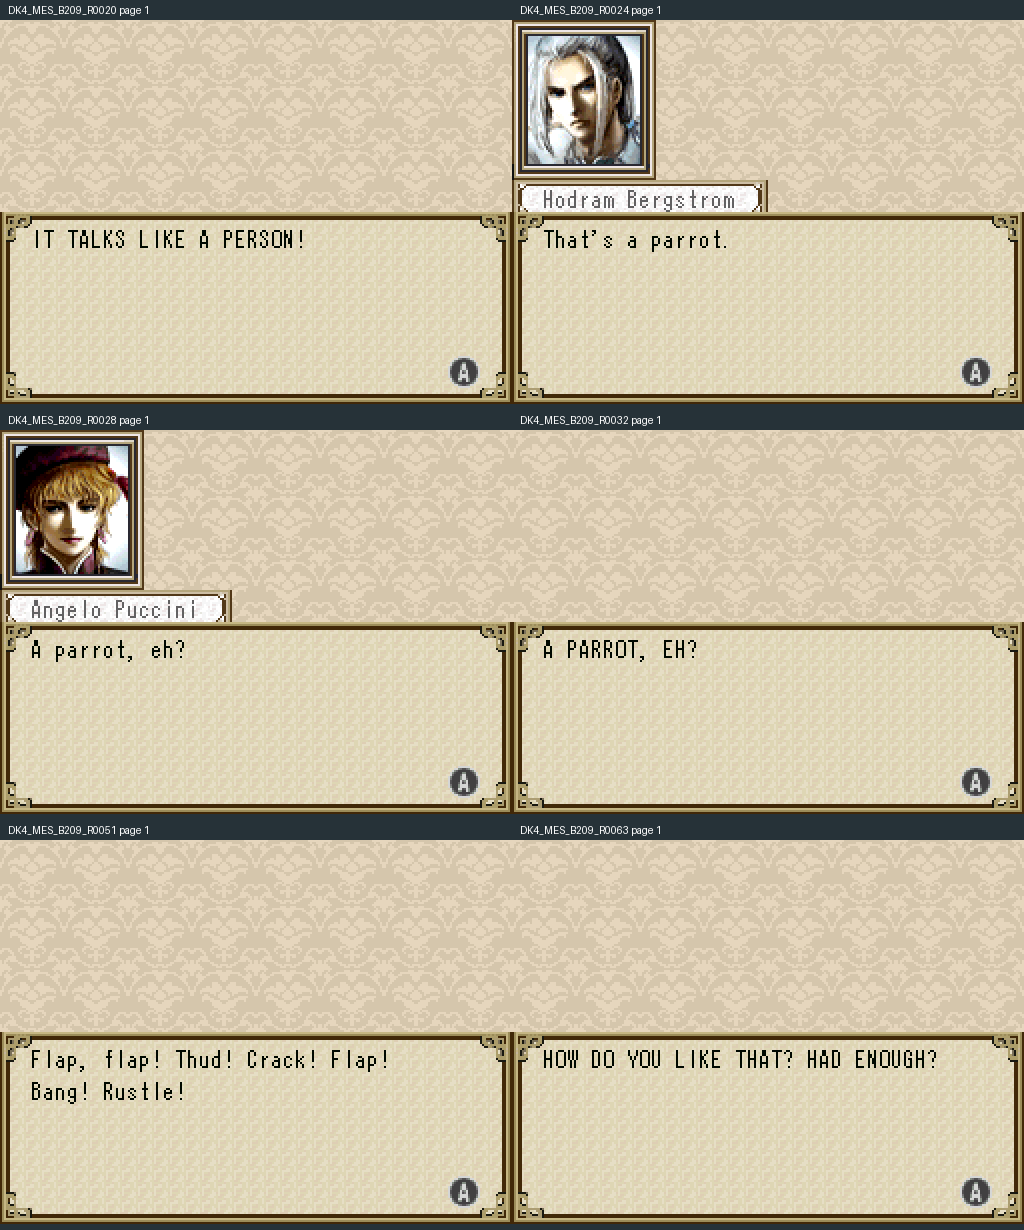 DK4_MES_B209_R0020 page 1
IT TALKS LIKE A PERSON!
A
DK4_MES_B209_R0024 page 1
Hodram Bergstrom
That's a parrot.
A
DK4_MES_B209_R0028 page 1
Angelo Puccini
A parrot, eh?
A
DK4_MES_B209_R0032 page 1
A PARROT, EH?
A
DK4_MES_B209_R0051 page 1
Flap, flap! Thud! Crack! Flap!
Bang! Rustle!
A
DK4_MES_B209_R0063 page 1
HOW DO YOU LIKE THAT? HAD ENOUGH?
A